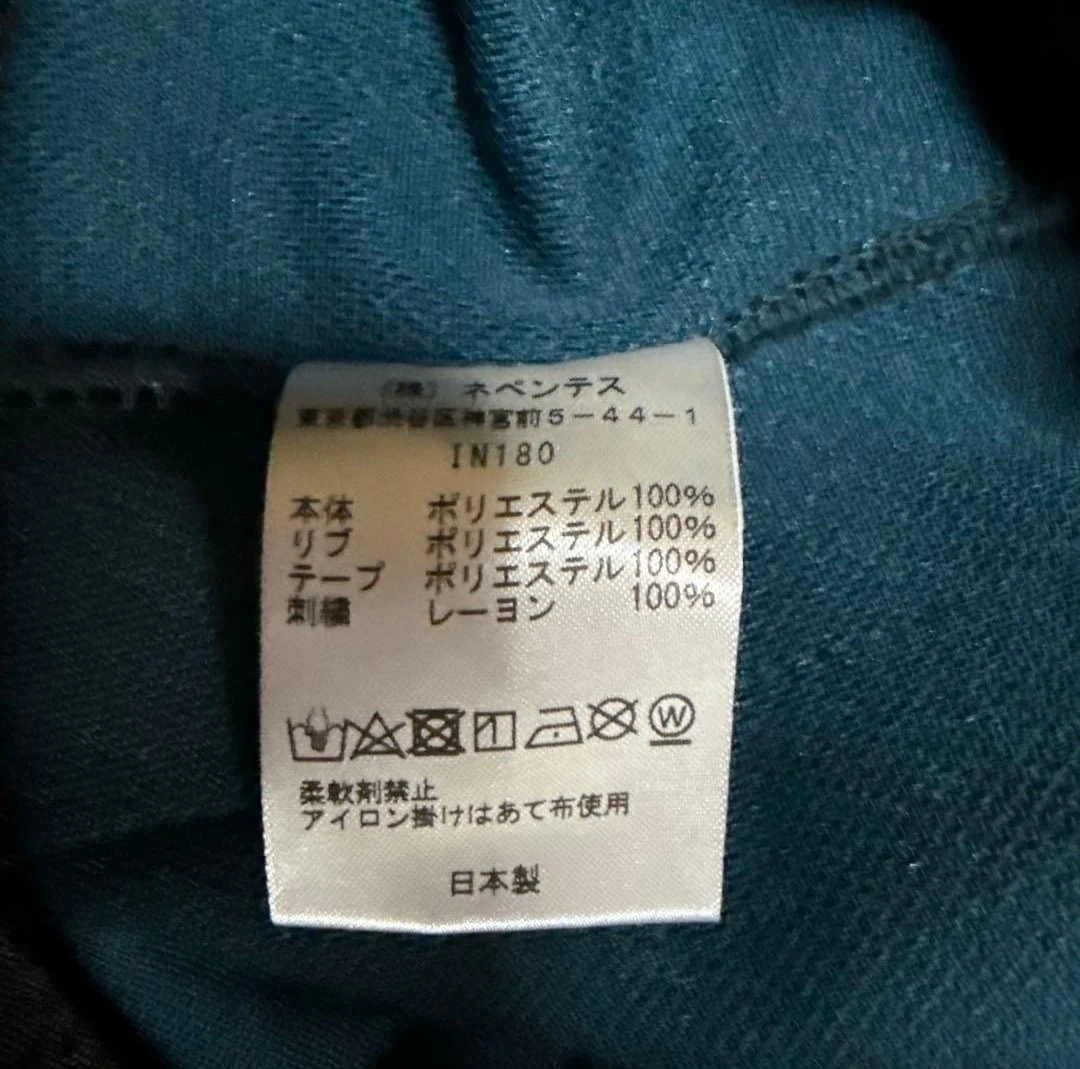 (株) ネペンテス
東京都渋谷区神宮前5-44-1
IN180
本体 ポリエステル100%
リブ ポリエステル100%
テープ ポリエステル100%
刺繍 レーヨン 100%
W
柔軟剤禁止
アイロン掛けはあて布使用
日本製